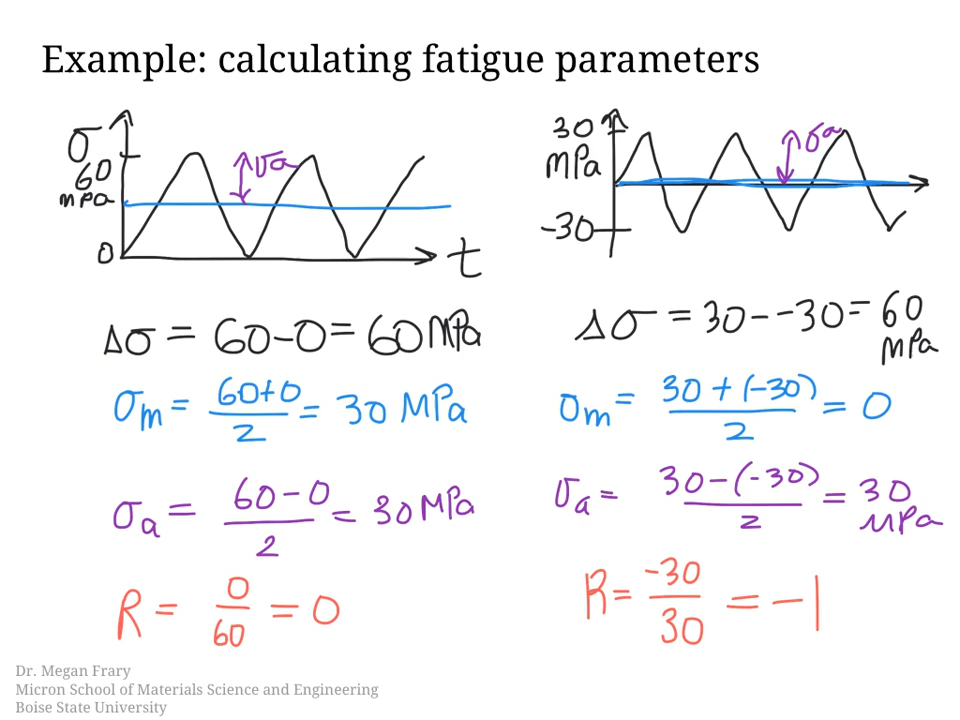 Example: calculating fatigue parameters
σ
60
MPa
0
t
σa
30
MPa
-30
σa
Δσ = 60-0 = 60 MPa
σm = (60+0)/2 = 30 MPa
σa = (60-0)/2 = 30 MPa
R = 0/60 = 0
Δσ = 30--30 = 60 MPa
σm = (30+(-30))/2 = 0
σa = (30-(-30))/2 = 30 MPa
R = -30/30 = -1
Dr. Megan Frary
Micron School of Materials Science and Engineering
Boise State University